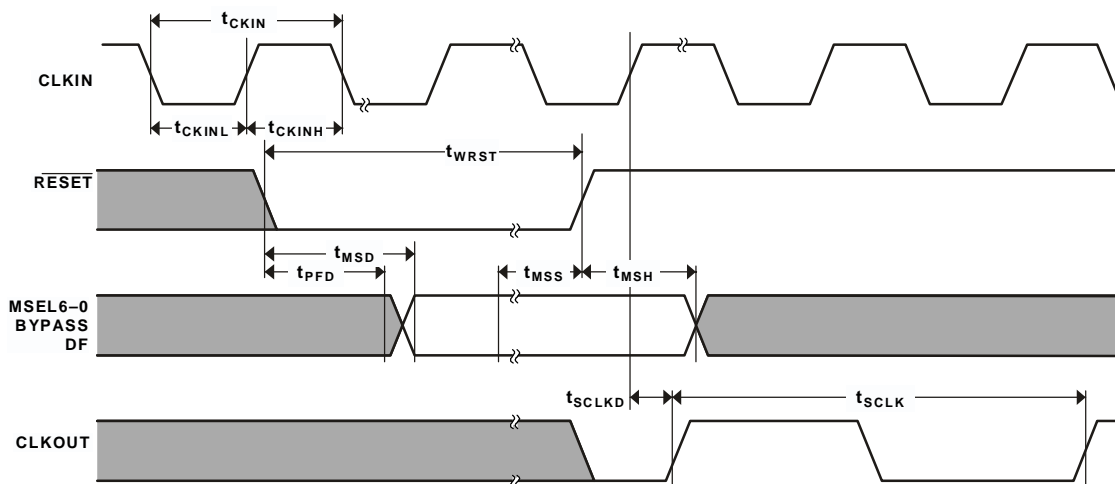 tCKIN
CLKIN
tCKINL
tCKINH
tWRST
RESET
tMSD
tPFD
tMSS
tMSH
MSEL6–0
BYPASS
DF
tSCLKD
tSCLK
CLKOUT